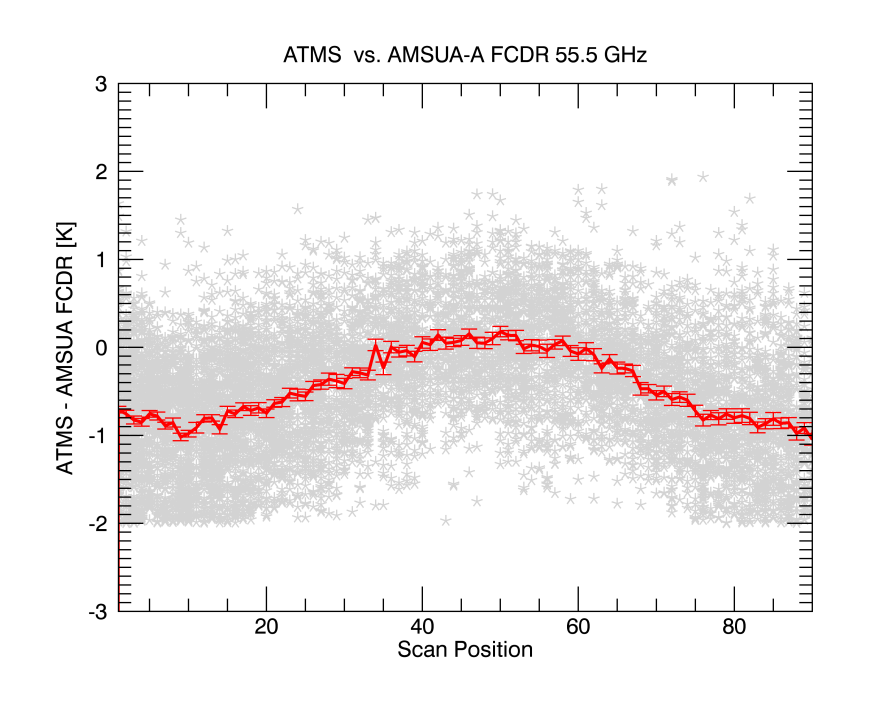 ATMS  vs. AMSUA-A FCDR 55.5 GHz
3
2
1
0
-1
-2
-3
ATMS - AMSUA FCDR [K]
20 40 60 80
Scan Position